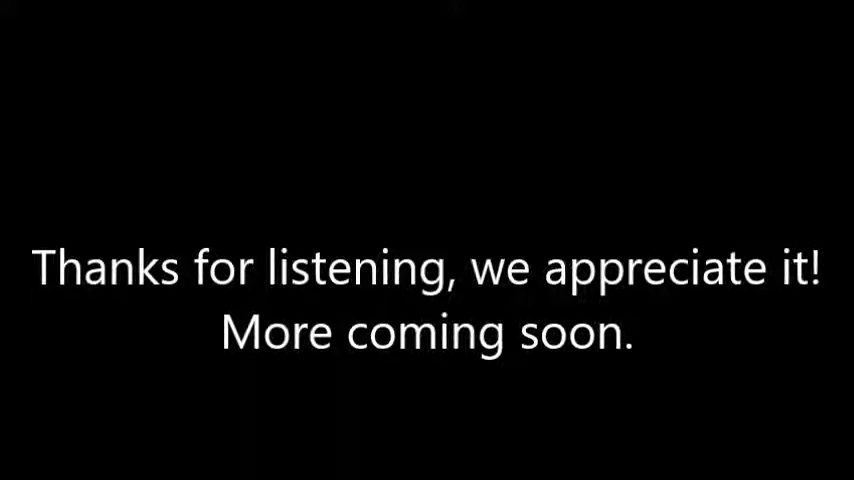 Thanks for listening, we appreciate it!
More coming soon.